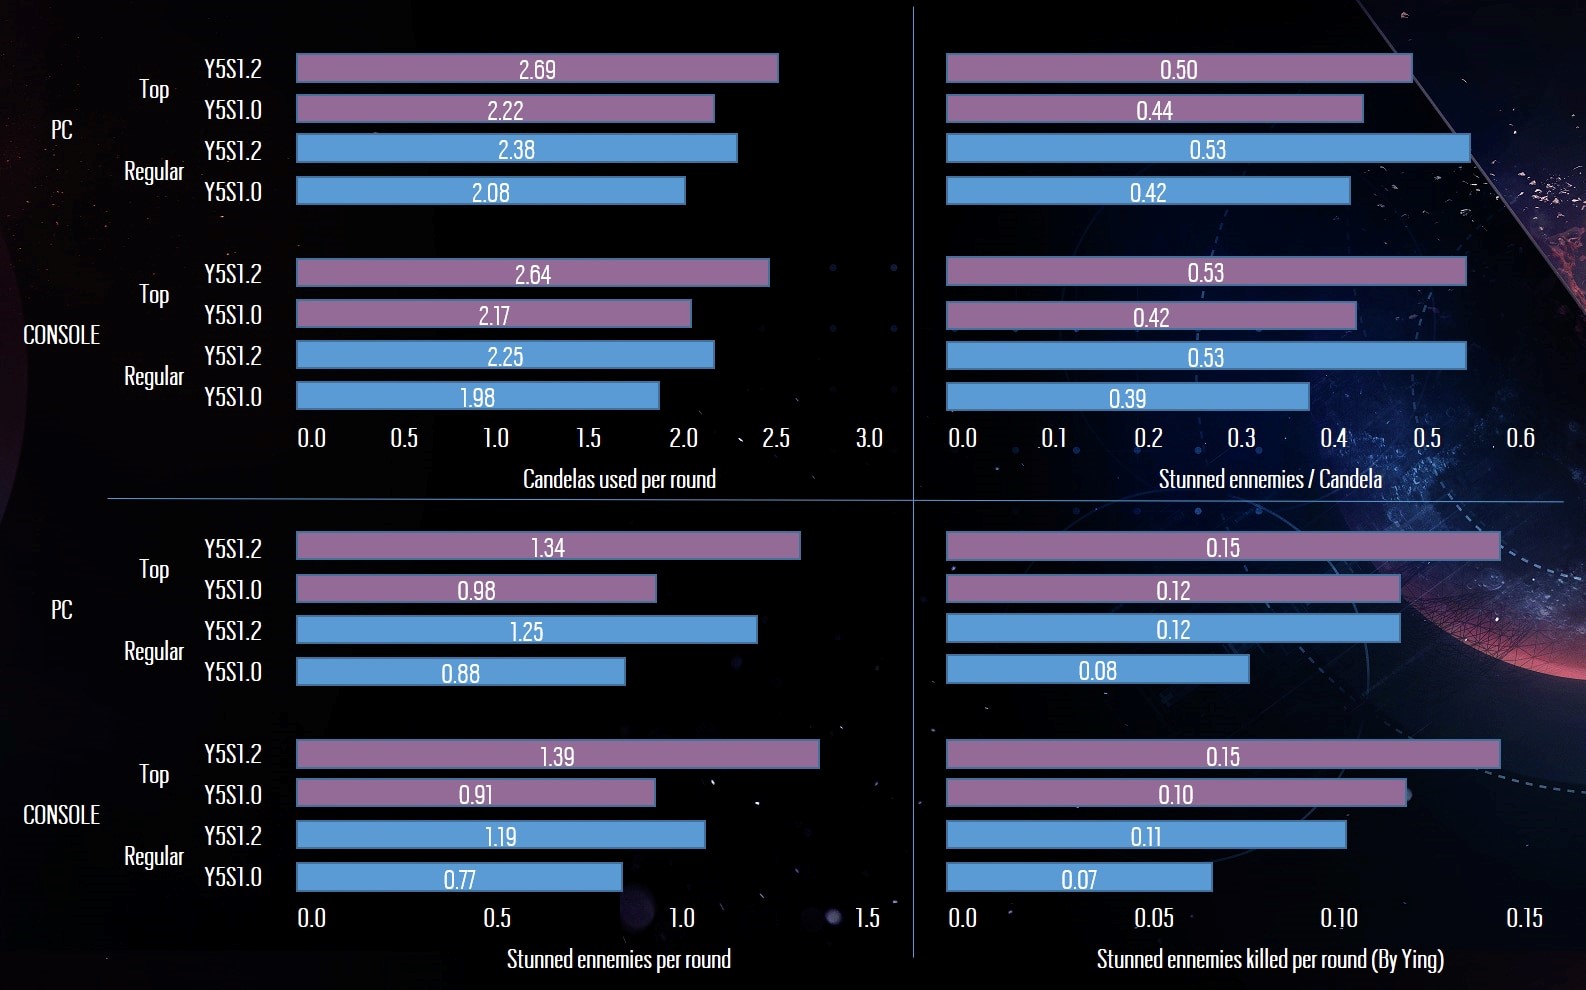 Y5S1.2 2.69
Top
Y5S1.0 2.22
PC
Y5S1.2 2.38
Regular
Y5S1.0 2.08
Y5S1.2 2.64
Top
Y5S1.0 2.17
CONSOLE
Y5S1.2 2.25
Regular
Y5S1.0 1.98
0.0 0.5 1.0 1.5 2.0 2.5 3.0
Candelas used per round
0.50
0.44
0.53
0.42
0.53
0.42
0.53
0.39
0.0 0.1 0.2 0.3 0.4 0.5 0.6
Stunned ennemies / Candela
Y5S1.2 1.34
Top
Y5S1.0 0.98
PC
Y5S1.2 1.25
Regular
Y5S1.0 0.88
Y5S1.2 1.39
Top
Y5S1.0 0.91
CONSOLE
Y5S1.2 1.19
Regular
Y5S1.0 0.77
0.0 0.5 1.0 1.5
Stunned ennemies per round
0.15
0.12
0.12
0.08
0.15
0.10
0.11
0.07
0.0 0.05 0.10 0.15
Stunned ennemies killed per round (By Ying)